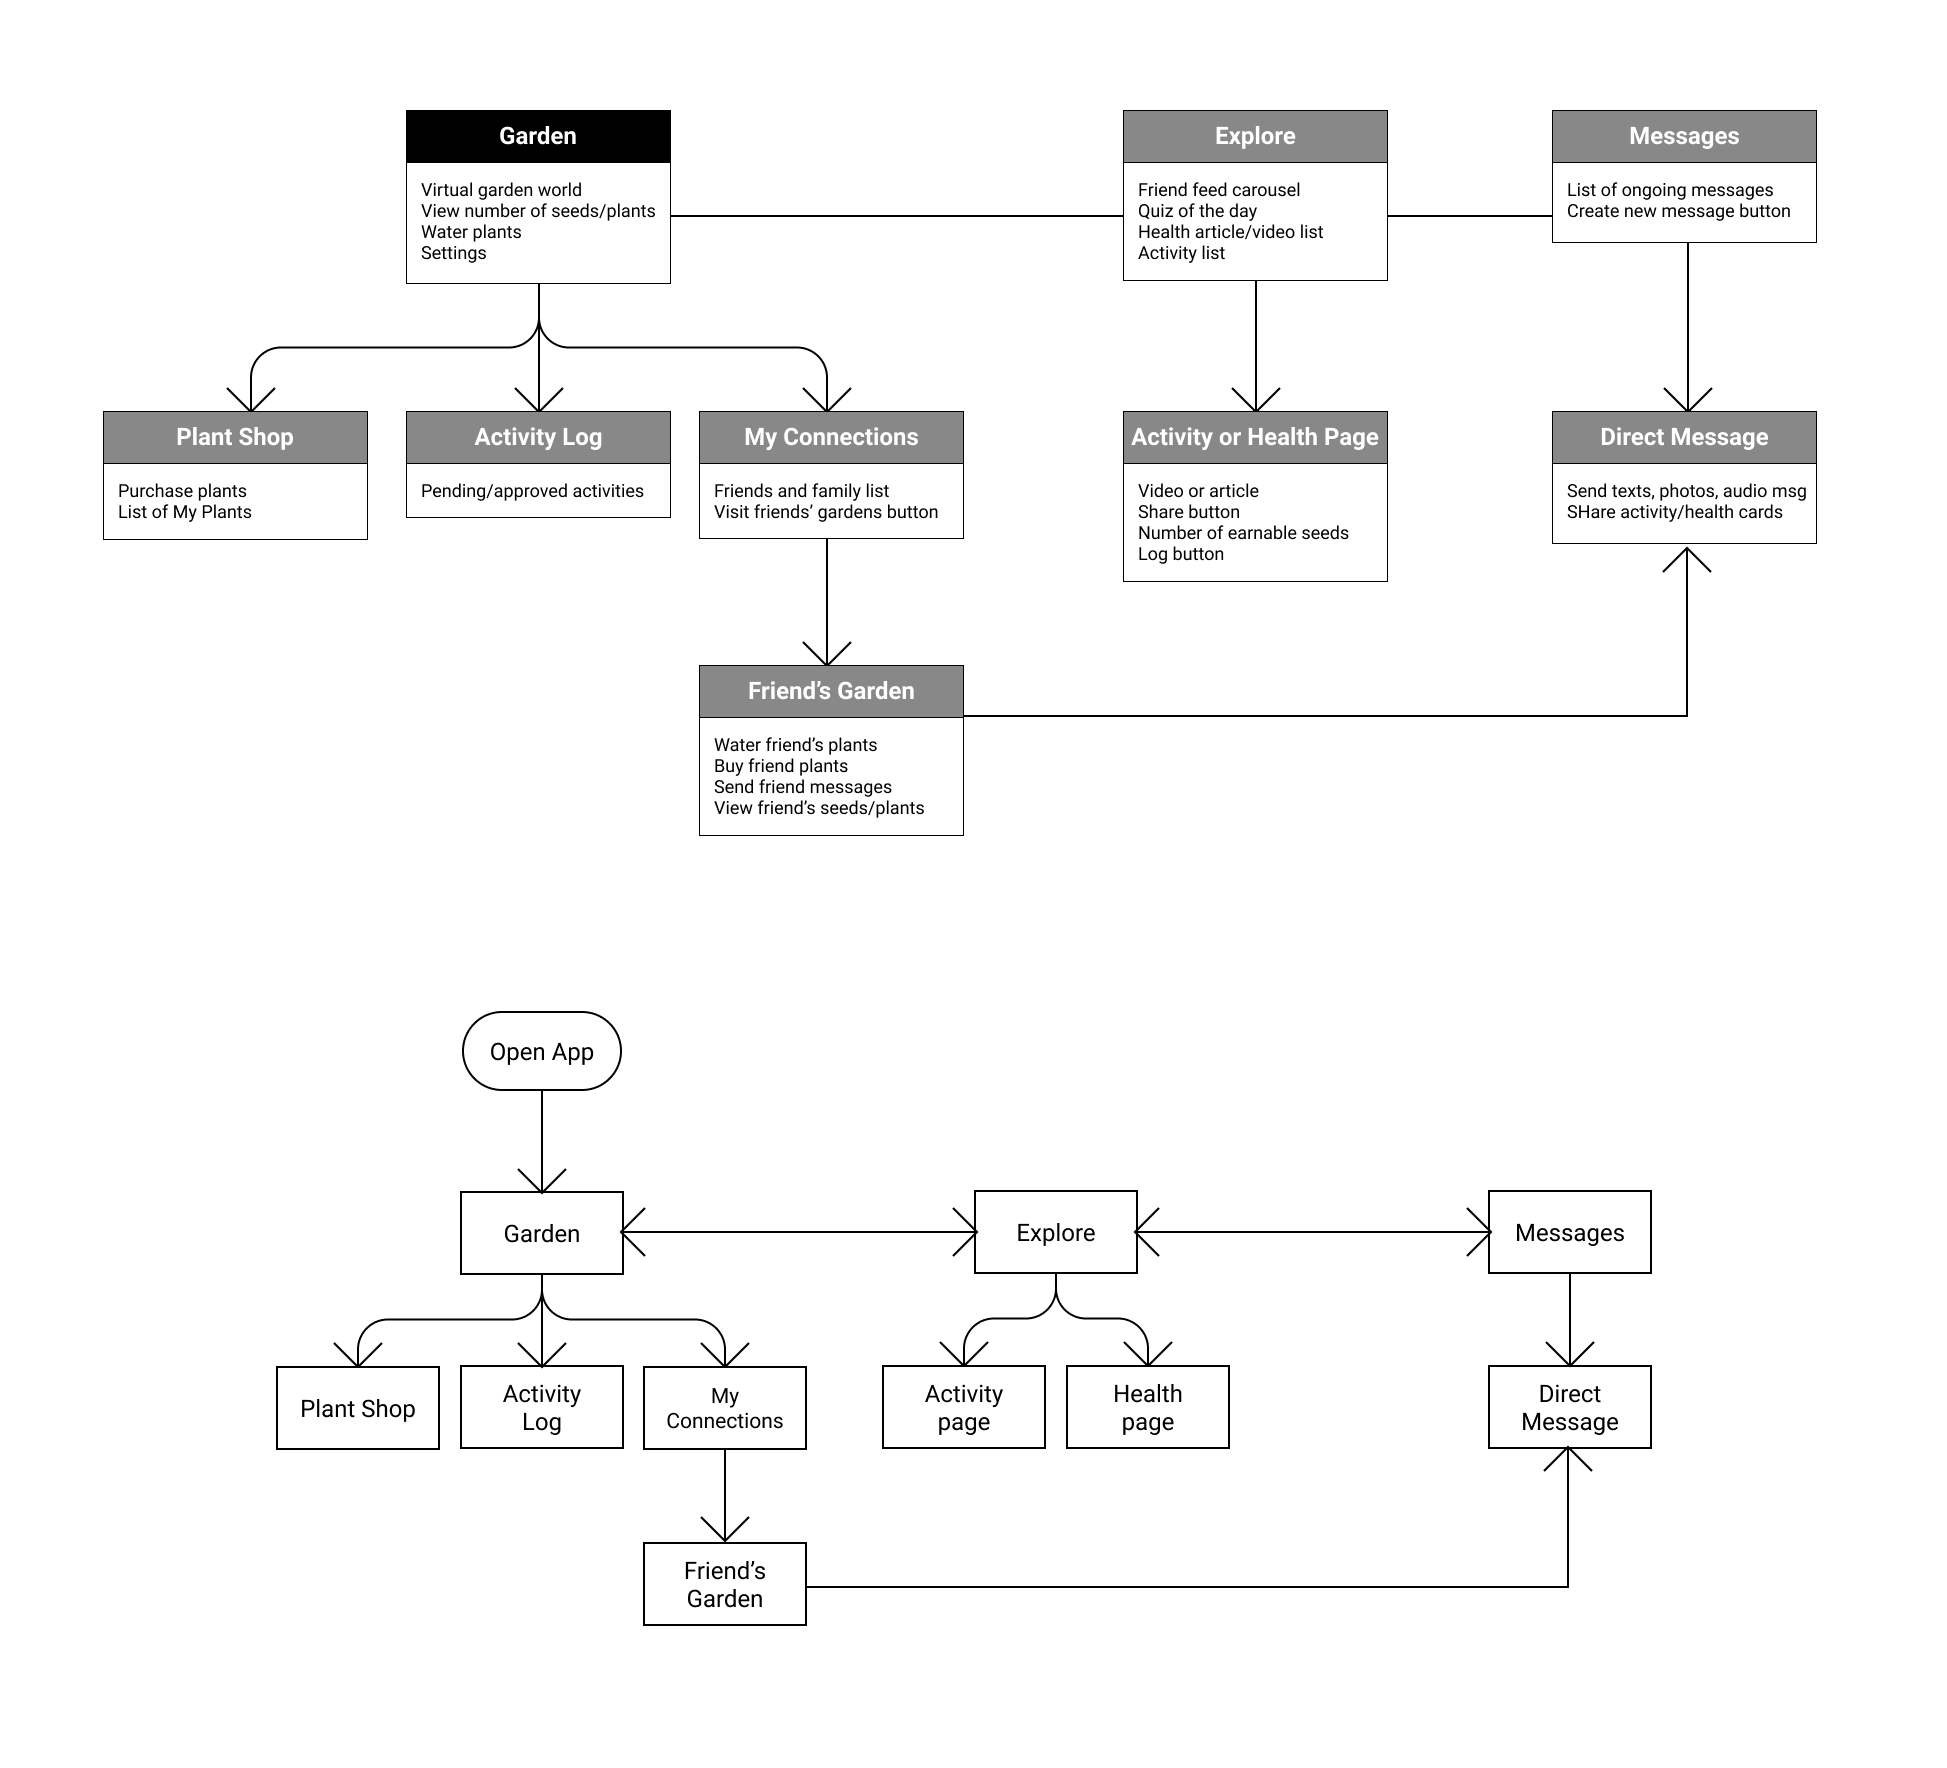 Garden
Virtual garden world
View number of seeds/plants
Water plants
Settings
Explore
Friend feed carousel
Quiz of the day
Health article/video list
Activity list
Messages
List of ongoing messages
Create new message button
Plant Shop
Purchase plants
List of My Plants
Activity Log
Pending/approved activities
My Connections
Friends and family list
Visit friends’ gardens button
Activity or Health Page
Video or article
Share button
Number of earnable seeds
Log button
Direct Message
Send texts, photos, audio msg
SHare activity/health cards
Friend’s Garden
Water friend’s plants
Buy friend plants
Send friend messages
View friend’s seeds/plants
Open App
Garden
Explore
Messages
Plant Shop
Activity
Log
My
Connections
Activity
page
Health
page
Direct
Message
Friend’s
Garden